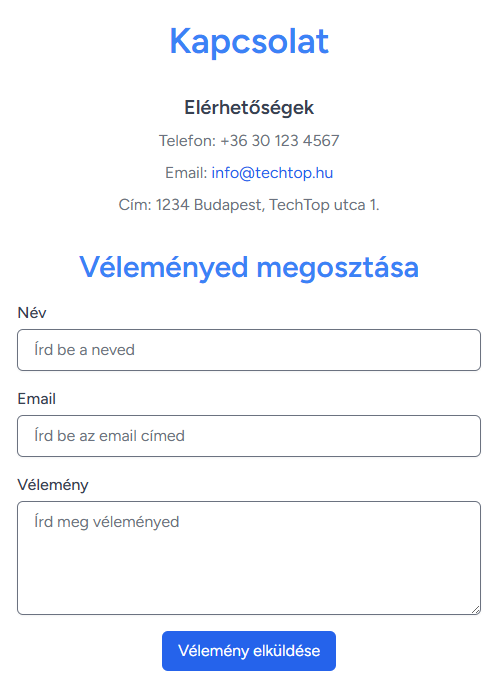 Kapcsolat
Elérhetőségek
Telefon: +36 30 123 4567
Email: info@techtop.hu
Cím: 1234 Budapest, TechTop utca 1.
Véleményed megosztása
Név
Írd be a neved
Email
Írd be az email címed
Vélemény
Írd meg véleményed
Vélemény elküldése